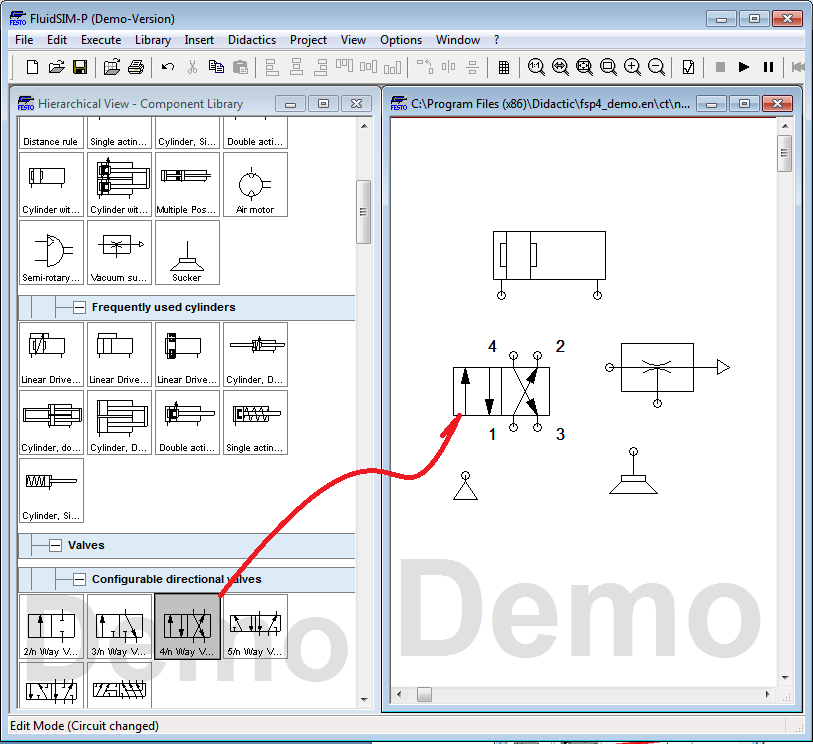 FluidSIM-P (Demo-Version)
File Edit Execute Library Insert Didactics Project View Options Window ?
FESTO Hierarchical View - Component Library
Distance rule Single actin... Cylinder, Si... Double acti...
Cylinder wit... Cylinder wit... Multiple Pos... Air motor
Semi-rotary... Vacuum su... Sucker
Frequently used cylinders
Linear Drive... Linear Drive... Linear Drive... Cylinder, D...
Cylinder, do... Cylinder, D... Double acti... Single actin...
Cylinder, Si...
Valves
Configurable directional valves
2/n Way V... 3/n Way V... 4/n Way V... 5/n Way V...
Demo
FESTO C:\Program Files (x86)\Didactic\fsp4_demo.en\ct\n...
4 2
1 3
Demo
Edit Mode (Circuit changed)